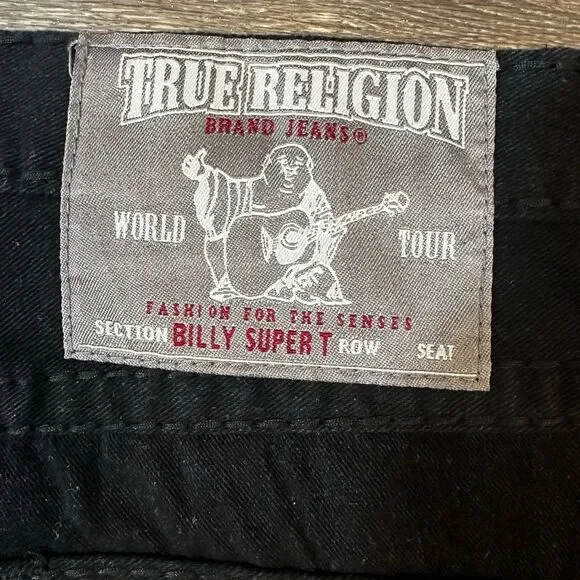 TRUE RELIGION
BRAND JEANS®
WORLD TOUR
FASHION FOR THE SENSES
SECTION BILLY SUPER T ROW SEAT